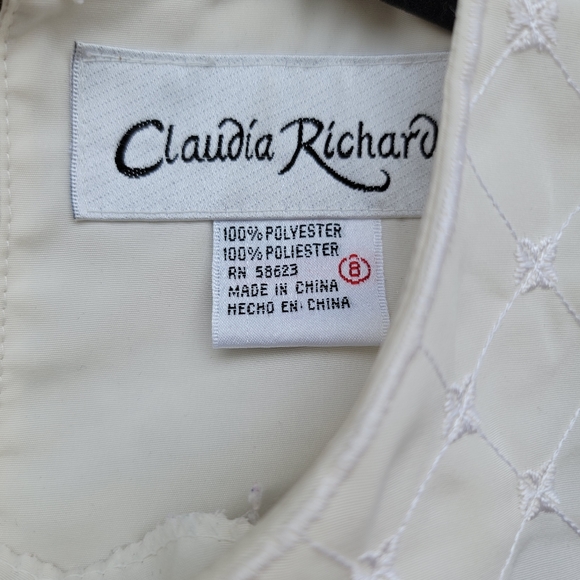 Claudia Richard
100% POLYESTER
100% POLIESTER
RN 58623
8
MADE IN CHINA
HECHO EN CHINA